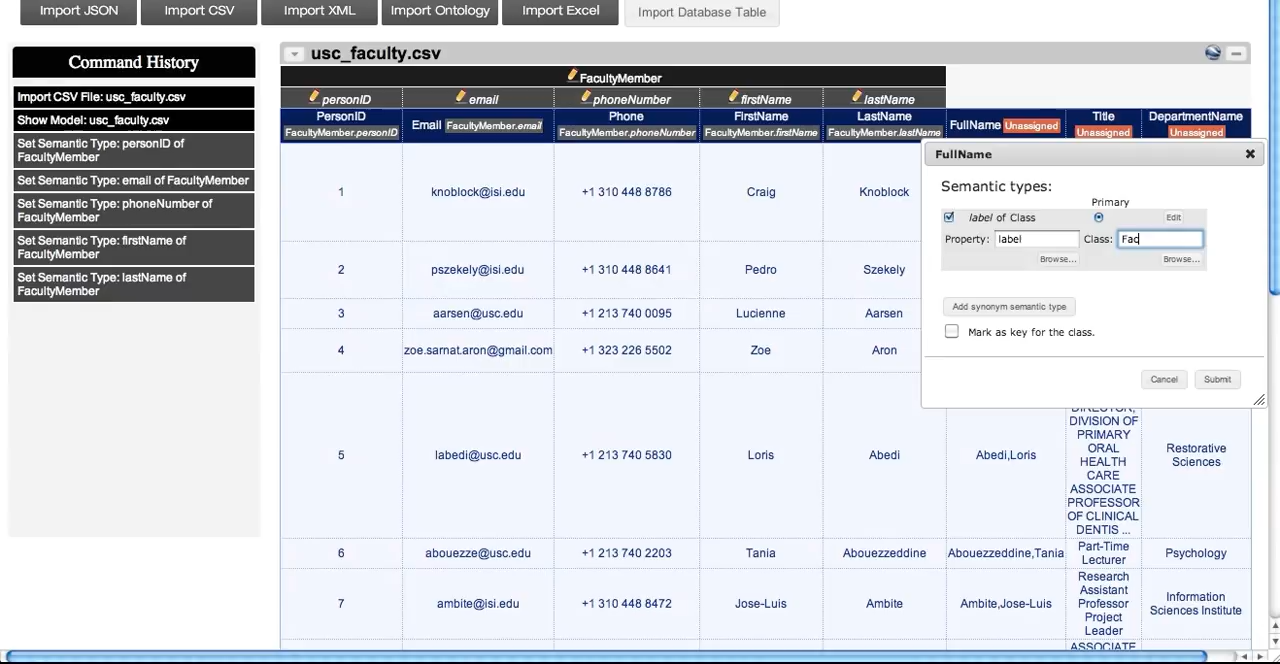 Import JSON
Import CSV
Import XML
Import Ontology
Import Excel
Import Database Table
Command History
Import CSV File: usc_faculty.csv
Show Model: usc_faculty.csv
Set Semantic Type: personID of
FacultyMember
Set Semantic Type: email of FacultyMember
Set Semantic Type: phoneNumber of
FacultyMember
Set Semantic Type: firstName of
FacultyMember
Set Semantic Type: lastName of
FacultyMember
usc_faculty.csv
FacultyMember
personID
email
phoneNumber
firstName
lastName
PersonID
FacultyMember.personID
Email FacultyMember.email
Phone
FacultyMember.phoneNumber
FirstName
FacultyMember.firstName
LastName
FacultyMember.lastName
FullName Unassigned
Title
Unassigned
DepartmentName
Unassigned
1
knoblock@isi.edu
+1 310 448 8786
Craig
Knoblock
2
pszekely@isi.edu
+1 310 448 8641
Pedro
Szekely
3
aarsen@usc.edu
+1 213 740 0095
Lucienne
Aarsen
4
zoe.sarnat.aron@gmail.com
+1 323 226 5502
Zoe
Aron
5
labedi@usc.edu
+1 213 740 5830
Loris
Abedi
Abedi,Loris
DIRECTOR,
DIVISION OF
PRIMARY
ORAL
HEALTH
CARE
ASSOCIATE
PROFESSOR
OF CLINICAL
DENTIS ...
Restorative
Sciences
6
abouezze@usc.edu
+1 213 740 2203
Tania
Abouezzeddine
Abouezzeddine,Tania
Part-Time
Lecturer
Psychology
7
ambite@isi.edu
+1 310 448 8472
Jose-Luis
Ambite
Ambite,Jose-Luis
Research
Assistant
Professor
Project
Leader
Information
Sciences Institute
ASSOCIATE
FullName
Semantic types:
Primary
label of Class
Edit
Property: label
Class: Fac
Browse...
Browse...
Add synonym semantic type
Mark as key for the class.
Cancel
Submit